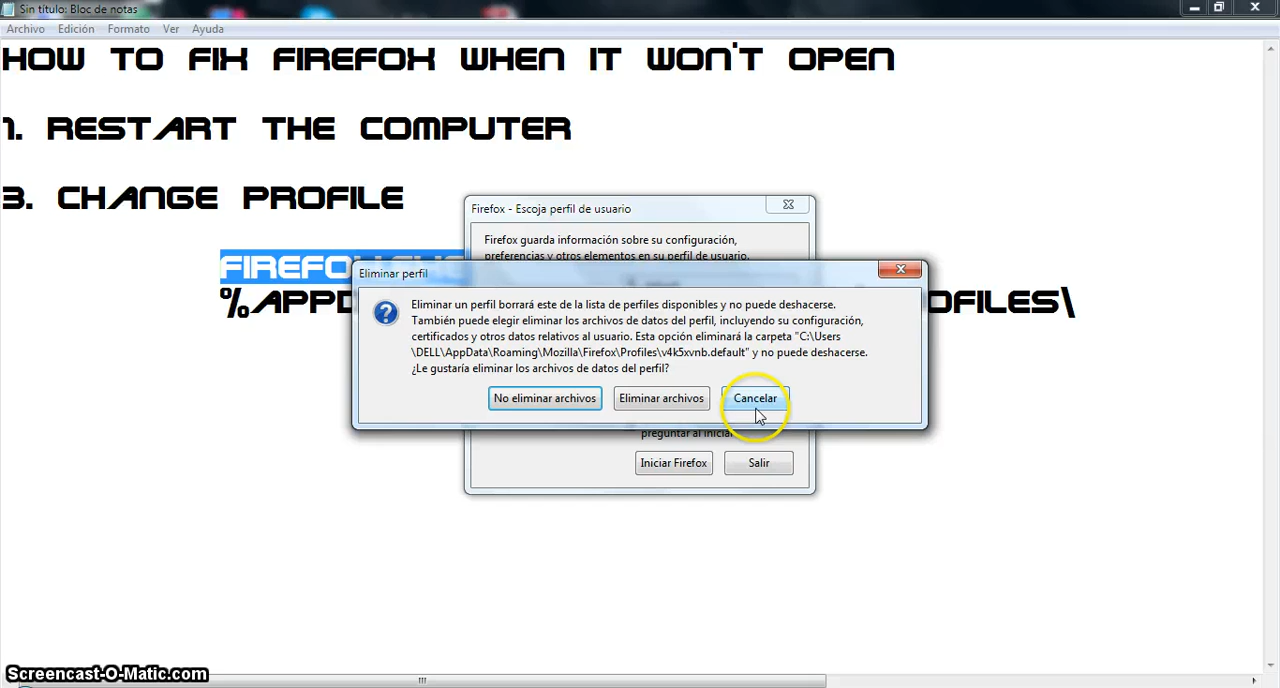 Sin título: Bloc de notas
Archivo Edición Formato Ver Ayuda
HOW TO FIX FIREFOX WHEN IT WON'T OPEN
1. RESTART THE COMPUTER
3. CHANGE PROFILE
Firefox - Escoja perfil de usuario
Firefox guarda información sobre su configuración,
preferencias y otros elementos en su perfil de usuario.
Eliminar perfil
Eliminar un perfil borrará este de la lista de perfiles disponibles y no puede deshacerse.
También puede elegir eliminar los archivos de datos del perfil, incluyendo su configuración,
certificados y otros datos relativos al usuario. Esta opción eliminará la carpeta "C:\Users
\DELL\AppData\Roaming\Mozilla\Firefox\Profiles\v4k5xvnb.default" y no puede deshacerse.
¿Le gustaría eliminar los archivos de datos del perfil?
No eliminar archivos Eliminar archivos Cancelar
preguntar al iniciar
Iniciar Firefox Salir
Screencast-O-Matic.com